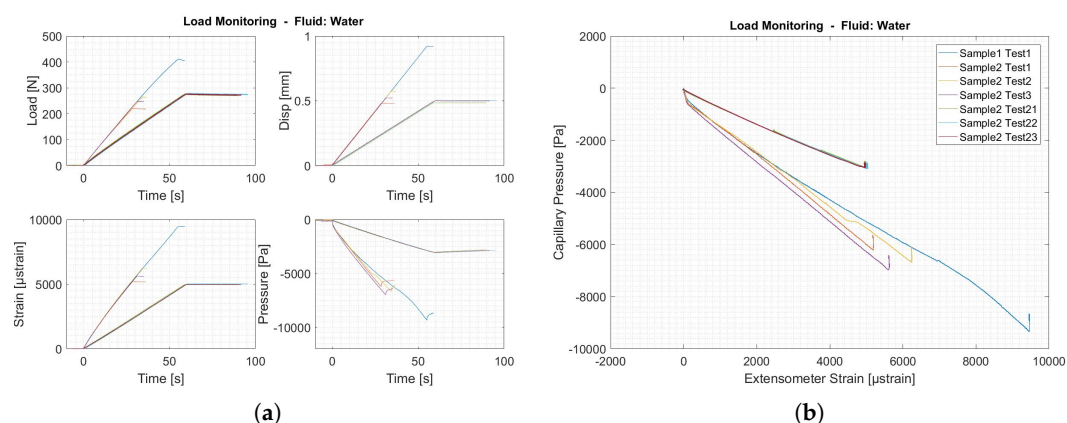 Load Monitoring - Fluid: Water
500
400
300
200
100
0
Load [N]
0 50 100
Time [s]
1
0.5
0
Disp [mm]
0 50 100
Time [s]
10000
5000
0
Strain [μstrain]
0 50 100
Time [s]
0
-5000
-10000
Pressure [Pa]
0 50 100
Time [s]
(a)
Load Monitoring - Fluid: Water
2000
0
-2000
-4000
-6000
-8000
-10000
Capillary Pressure [Pa]
Sample1 Test1
Sample2 Test1
Sample2 Test2
Sample2 Test3
Sample2 Test21
Sample2 Test22
Sample2 Test23
-2000 0 2000 4000 6000 8000 10000
Extensometer Strain [μstrain]
(b)